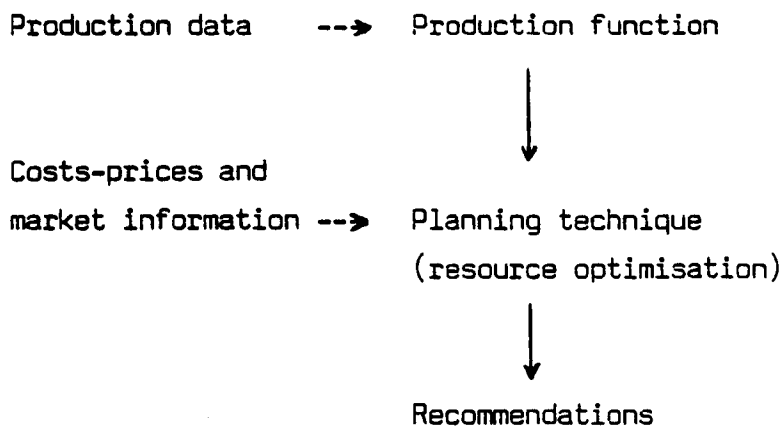 Production data --> Production function
Costs-prices and
market information --> Planning technique
(resource optimisation)
Recommendations